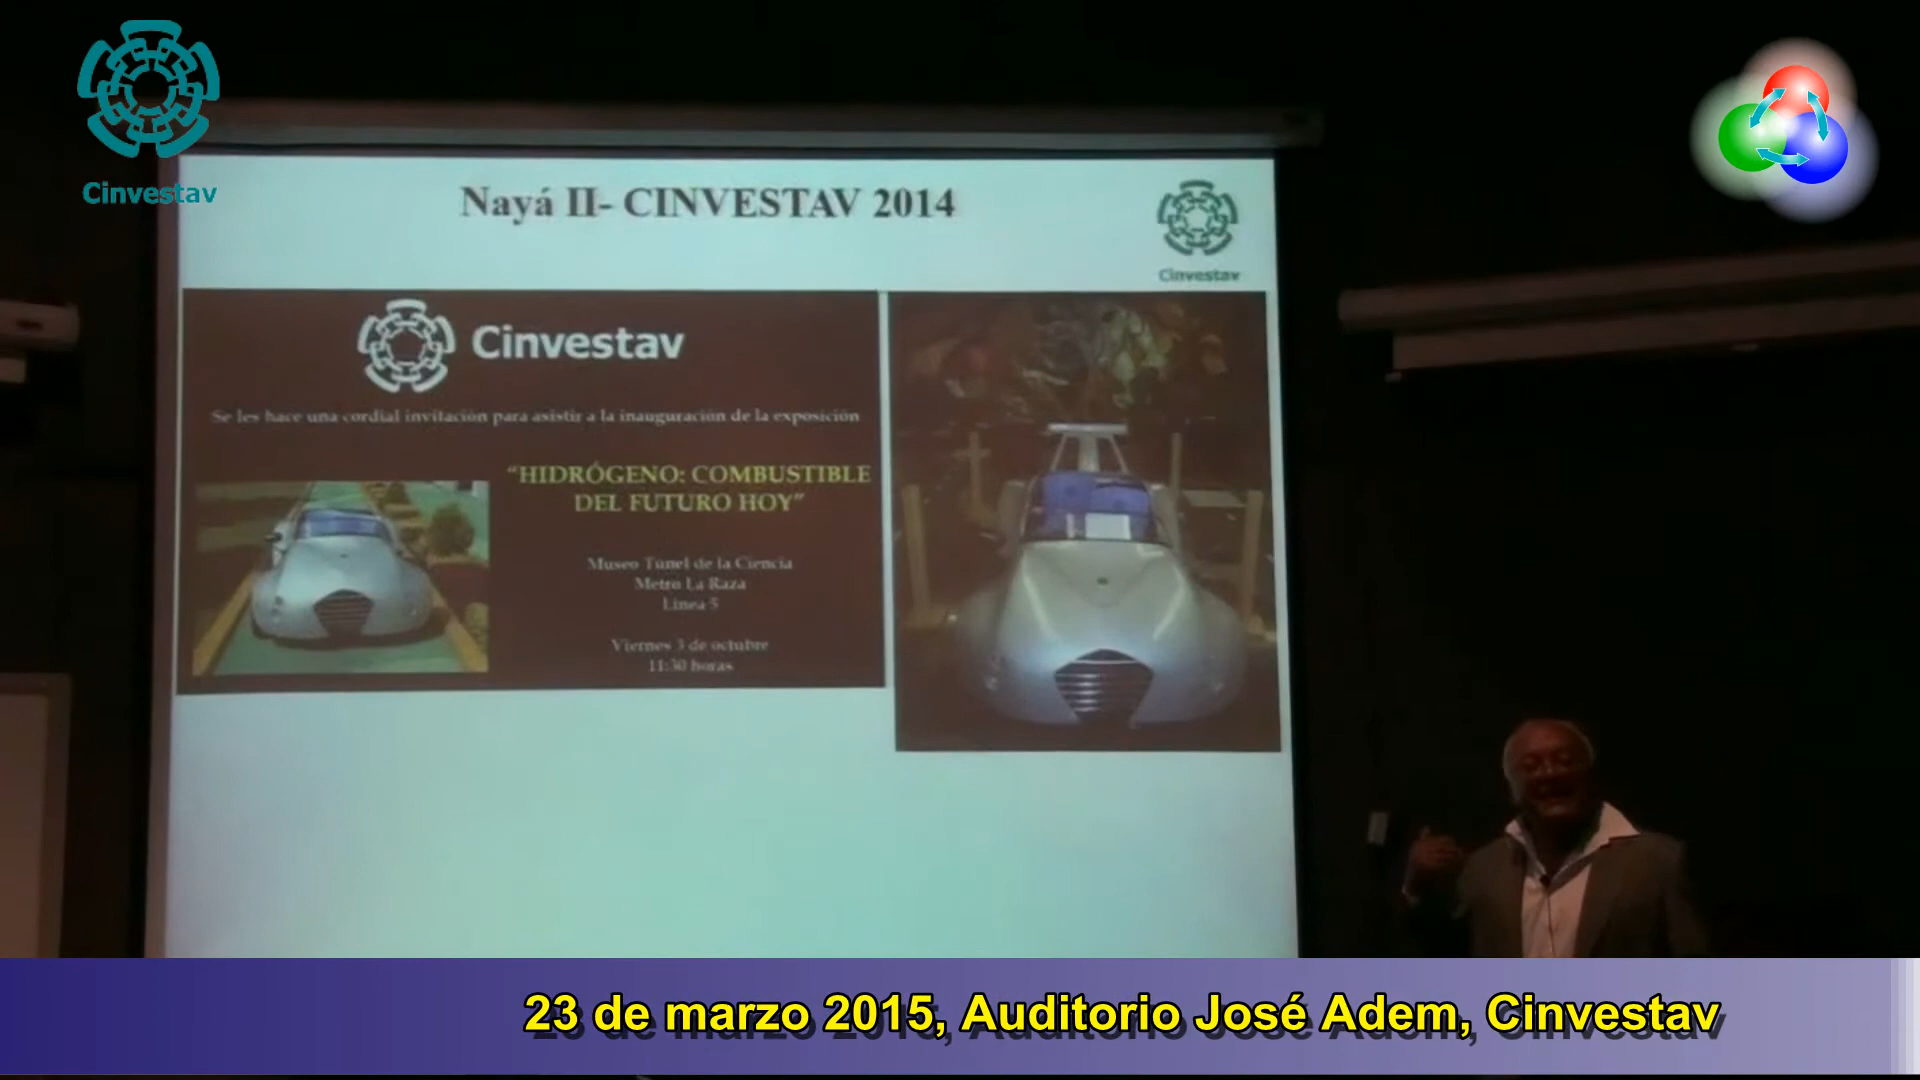 Cinvestav
Nayá II- CINVESTAV 2014
Cinvestav
Cinvestav
Se les hace una cordial invitación para asistir a la inauguración de la exposición
“HIDRÓGENO: COMBUSTIBLE
DEL FUTURO HOY”
Museo Túnel de la Ciencia
Metro La Raza
Linea 5
Viernes 3 de octubre
11:30 horas
23 de marzo 2015, Auditorio José Adem, Cinvestav